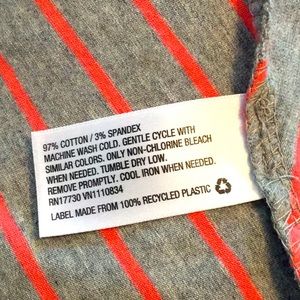 97% COTTON / 3% SPANDEX
MACHINE WASH COLD. GENTLE CYCLE WITH
SIMILAR COLORS. ONLY NON-CHLORINE BLEACH
WHEN NEEDED. TUMBLE DRY LOW.
REMOVE PROMPTLY. COOL IRON WHEN NEEDED.
RN17730 VN1110834
LABEL MADE FROM 100% RECYCLED PLASTIC